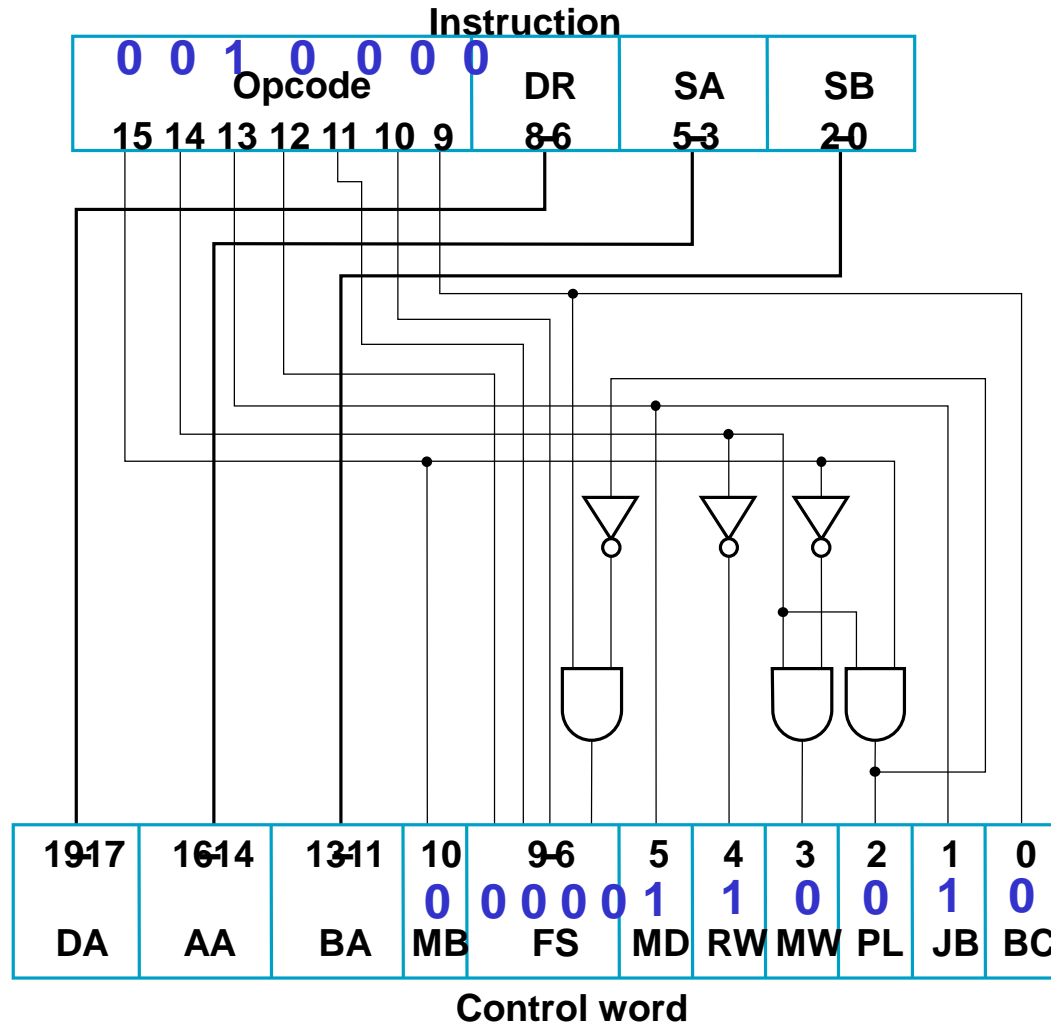 Instruction
0 0 1 0 0 0 0
Opcode DR SA SB
15 14 13 12 11 10 9 8-6 5-3 2-0
19-17 16-14 13-11 10 9-6 5 4 3 2 1 0
0 0 0 0 0 1 1 0 0 1 0
DA AA BA MB FS MD RW MW PL JB BC
Control word